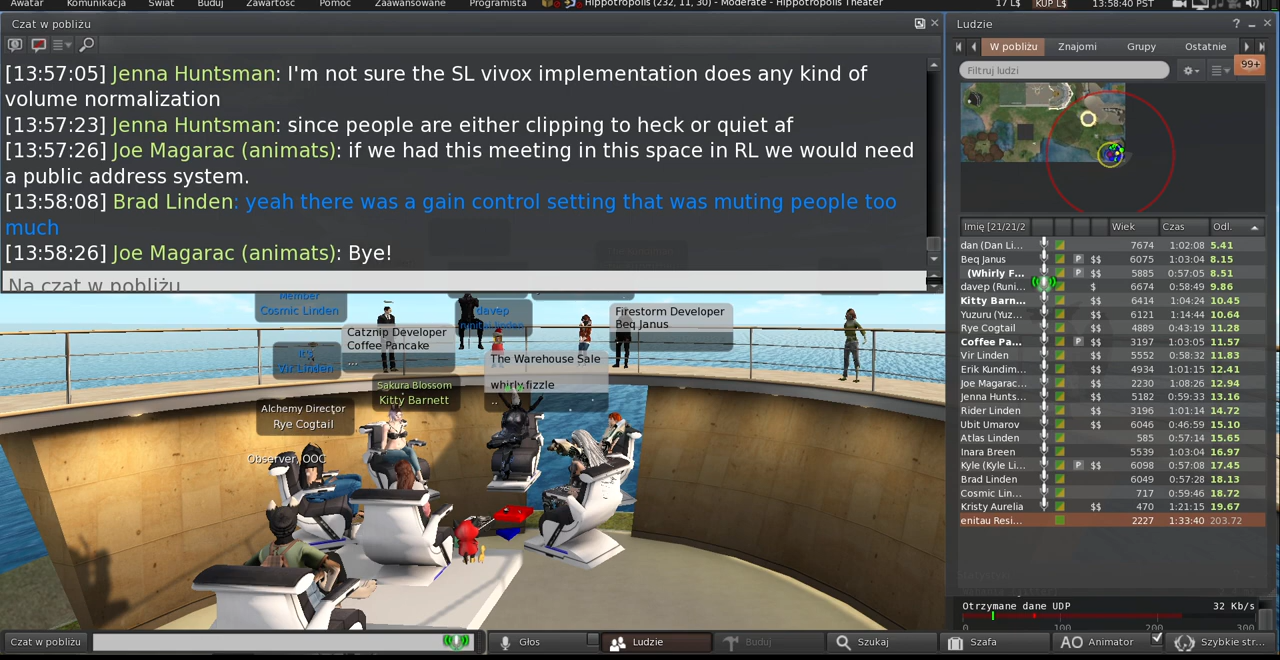 Awatar Komunikacja Świat Buduj Zawartość Pomoc Zaawansowane Programista Hippotropolis (232, 11, 30) - Moderate - Hippotropolis Theater 17 L$ KUP L$ 13:58:40 PST
Czat w pobliżu
[13:57:05] Jenna Huntsman: I'm not sure the SL vivox implementation does any kind of
volume normalization
[13:57:23] Jenna Huntsman: since people are either clipping to heck or quiet af
[13:57:26] Joe Magarac (animats): if we had this meeting in this space in RL we would need
a public address system.
[13:58:08] Brad Linden: yeah there was a gain control setting that was muting people too
much
[13:58:26] Joe Magarac (animats): Bye!
Na czat w pobliżu
Member
Cosmic Linden
davep
Catznip Developer
Coffee Pancake
...
Firestorm Developer
Beq Janus
Vir Linden
The Warehouse Sale
whirly.fizzle
..
Sakura Blossom
Kitty Barnett
Alchemy Director
Rye Cogtail
Observer, OOC
Ludzie
? _ ×
W pobliżu Znajomi Grupy Ostatnie
99+
Filtruj ludzi
Imię [21/21/2 Wiek Czas Odl.
dan (Dan Li... 7674 1:02:08 5.41
Beq Janus P $$ 6075 1:03:04 8.15
(Whirly F... P $$ 5885 0:57:05 8.51
davep (Runi... $ 6674 0:58:49 9.86
Kitty Barn... $$ 6414 1:04:24 10.45
Yuzuru (Yuz... $$ 6121 1:14:44 10.64
Rye Cogtail $$ 4889 0:43:19 11.28
Coffee Pa... P $$ 3197 1:03:05 11.57
Vir Linden $$ 5552 0:58:32 11.83
Erik Kundim... $$ 4934 1:01:15 12.41
Joe Magarac... $$ 2230 1:08:26 12.94
Jenna Hunts... $$ 5182 0:59:33 13.16
Rider Linden $$ 3196 1:01:14 14.72
Ubit Umarov $$ 6046 0:46:59 15.10
Atlas Linden 585 0:57:14 15.65
Inara Breen 5539 1:03:04 16.97
Kyle (Kyle Li... P $$ 6098 0:57:08 17.45
Brad Linden 6049 0:57:28 18.13
Cosmic Lin... 717 0:59:46 18.72
Kristy Aurelia $$ 470 1:21:15 19.67
enitau Resi... 2227 1:33:40 203.72
Otrzymane dane UDP 32 Kb/s
0 100 200 300
Czat w pobliżu Głos Ludzie Buduj Szukaj Szafa AO Animator Szybkie str...